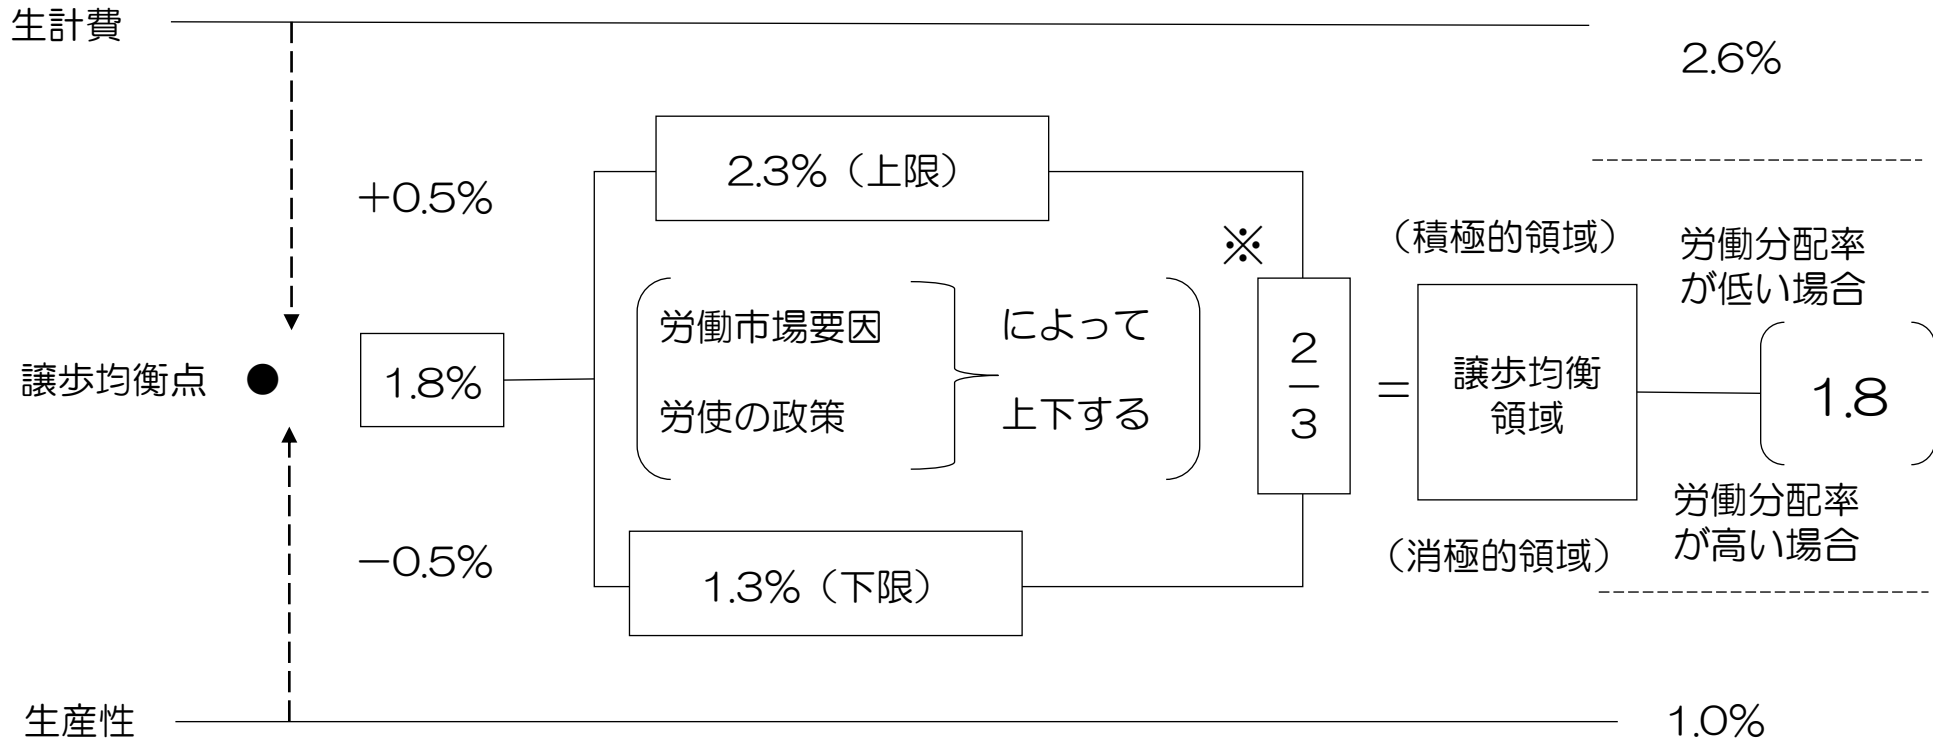 生計費
2.6%
2.3%（上限）
＋0.5%
※
（積極的領域）
労働分配率
が低い場合
労働市場要因
によって
譲歩均衡点
1.8%
労使の政策
上下する
2
3
＝
譲歩均衡
領域
1.8
労働分配率
が高い場合
（消極的領域）
－0.5%
1.3%（下限）
生産性
1.0%